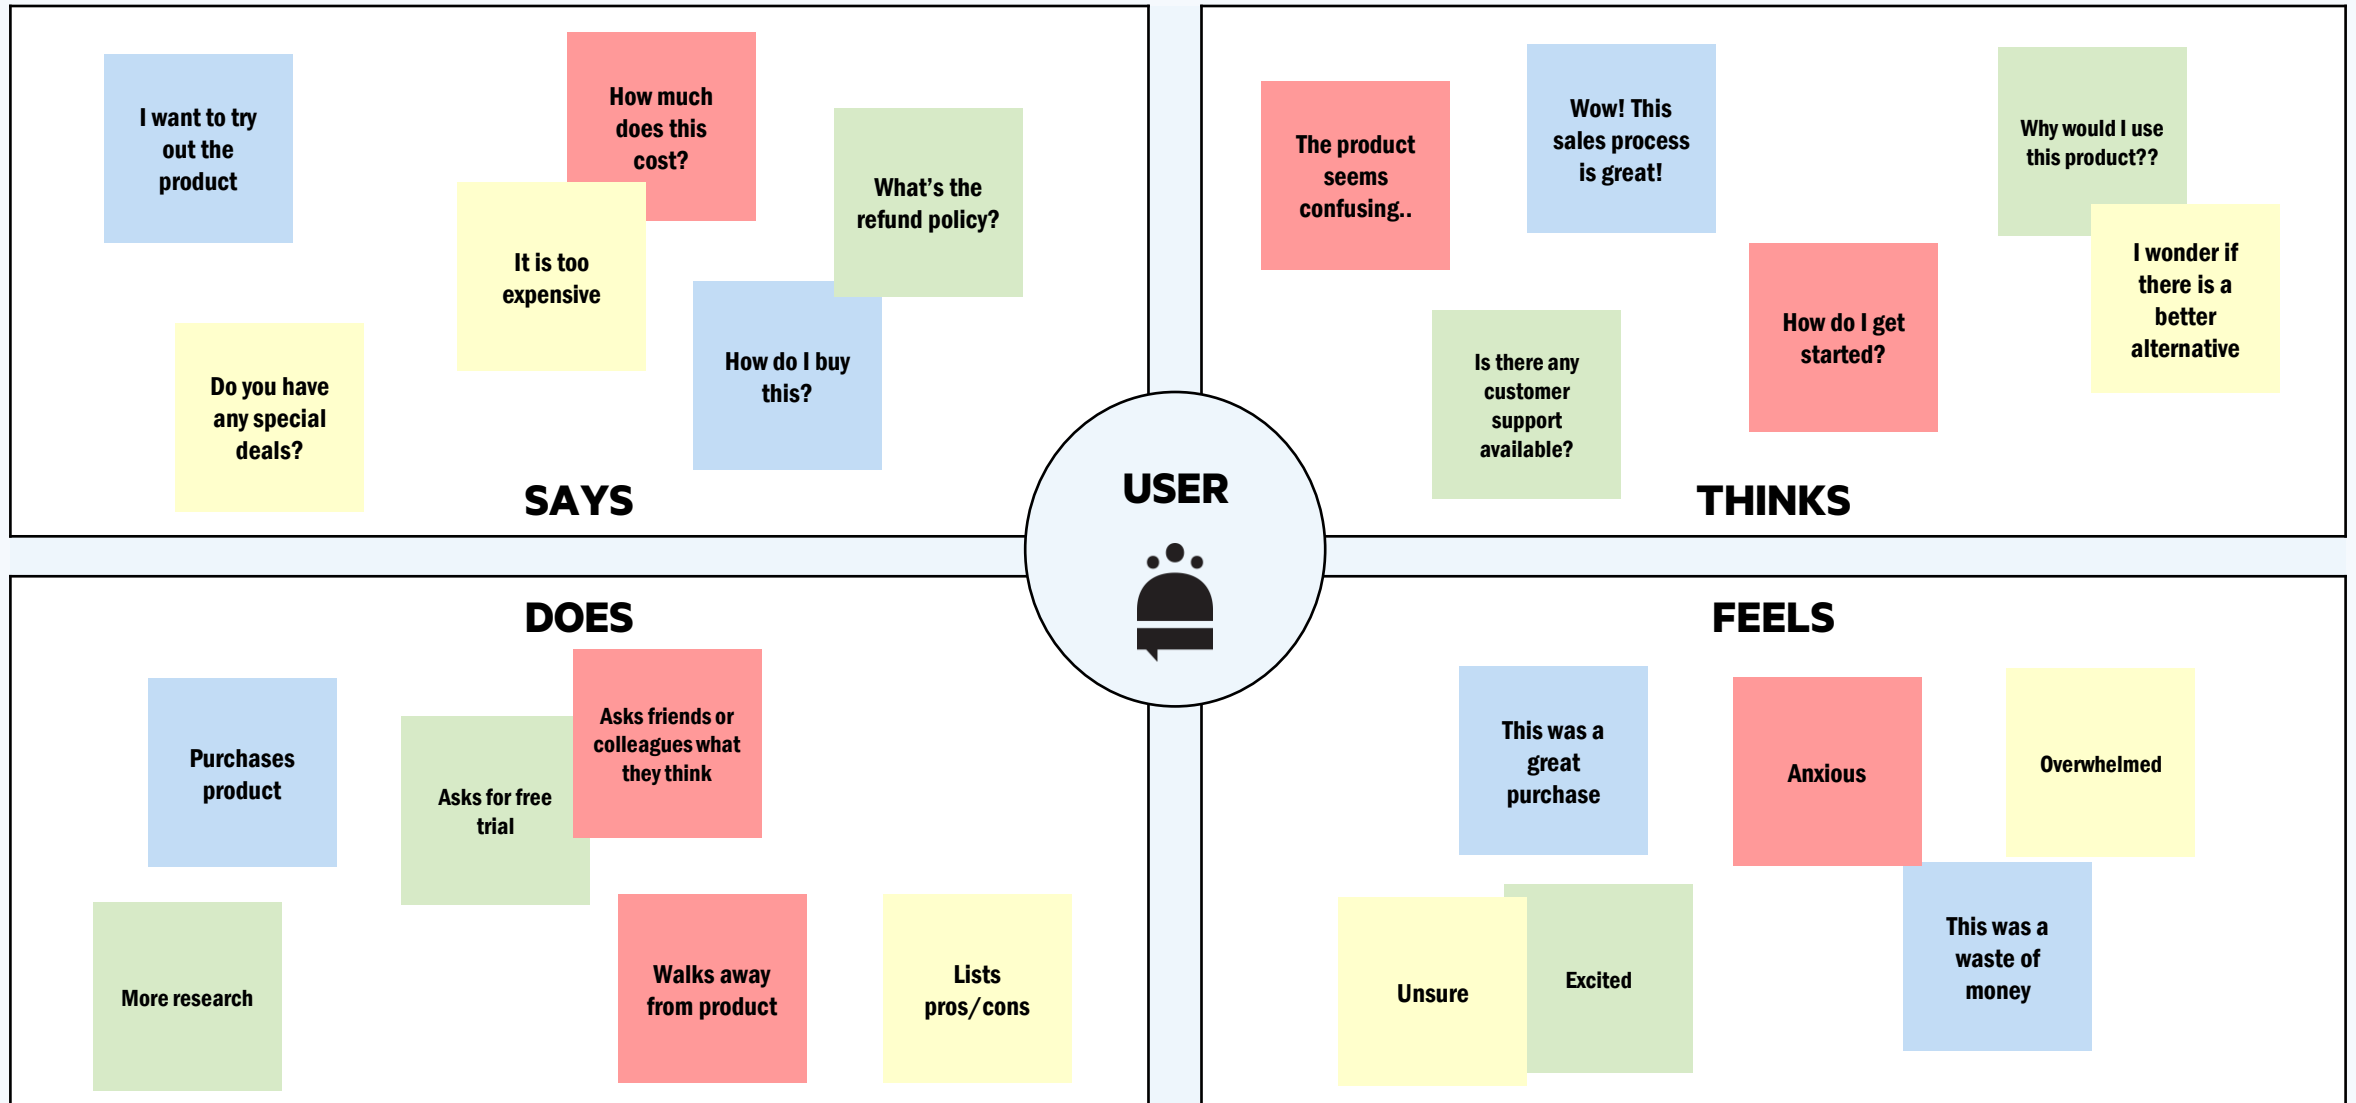 I want to try
out the
product
How much
does this
cost?
What's the
refund policy?
It is too
expensive
How do I buy
this?
Do you have
any special
deals?
SAYS
The product
seems
confusing..
Wow! This
sales process
is great!
Why would I use
this product??
I wonder if
there is a
better
alternative
How do I get
started?
Is there any
customer
support
available?
THINKS
USER
DOES
Purchases
product
Asks for free
trial
Asks friends or
colleagues what
they think
More research
Walks away
from product
Lists
pros/cons
FEELS
This was a
great
purchase
Anxious
Overwhelmed
Unsure
Excited
This was a
waste of
money